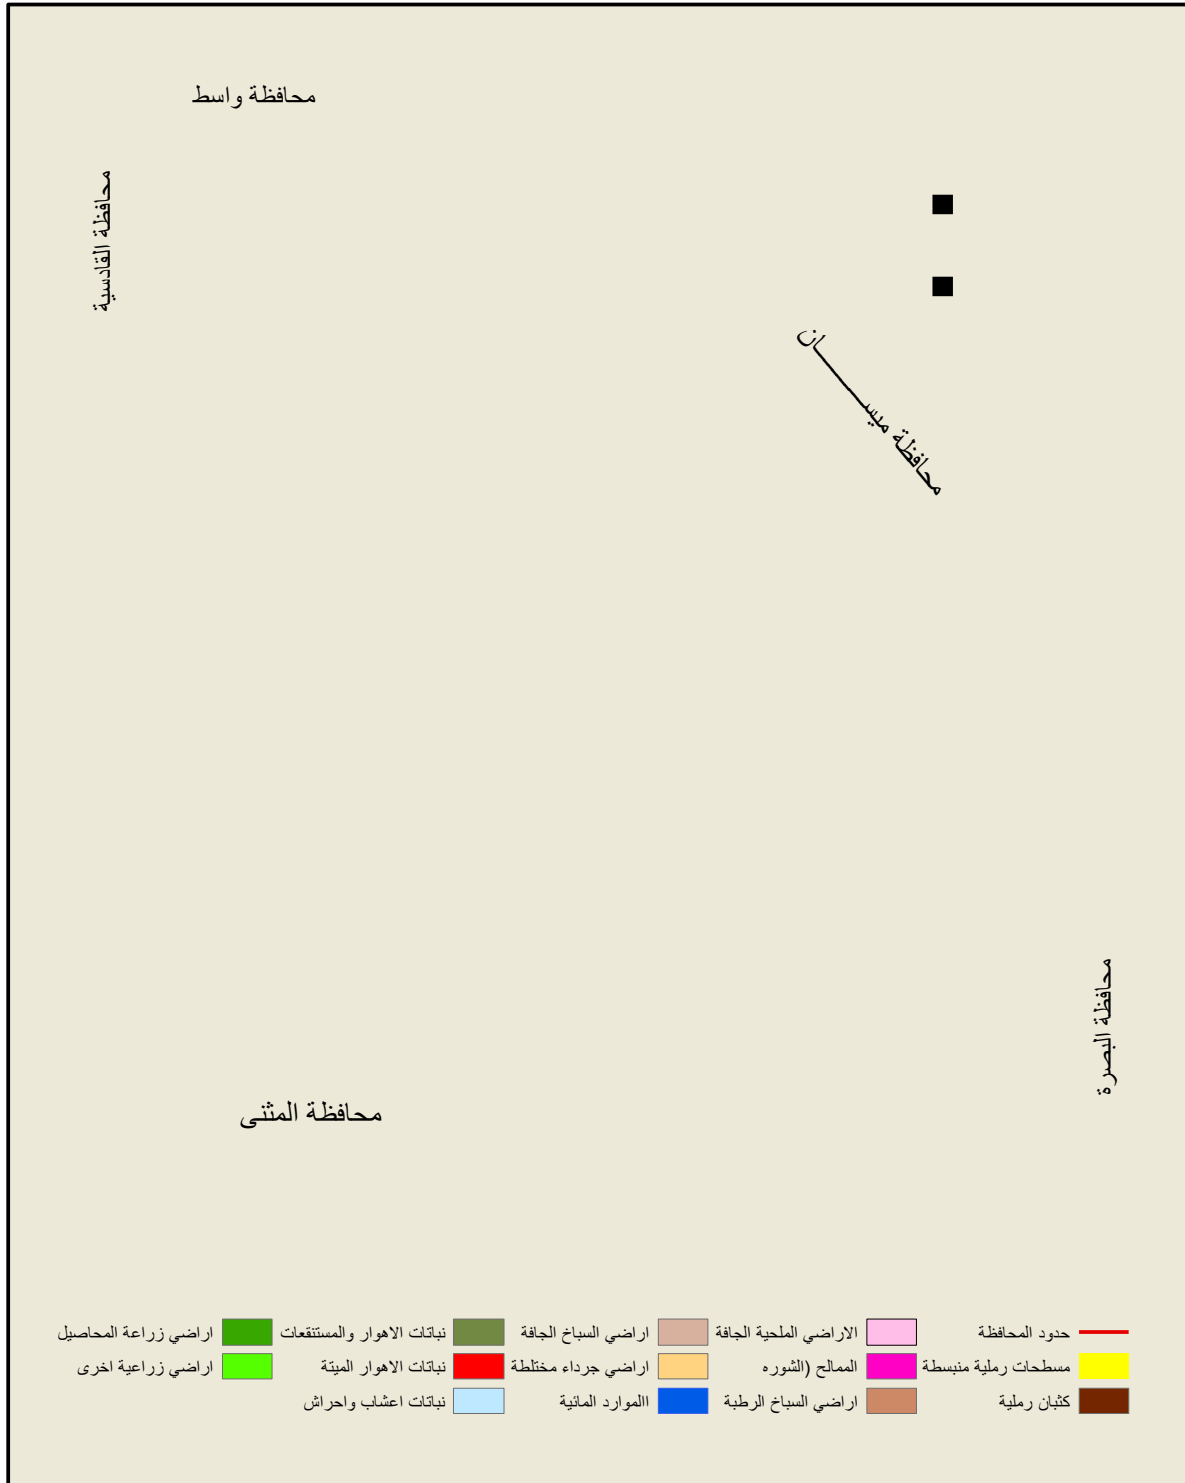 محافظة واسط
محافظة القادسية
محافظة ميســـــــان
محافظة البصرة
محافظة المثنى
حدود المحافظة
مسطحات رملية منبسطة
كثبان رملية
الاراضي الملحية الجافة
الممالح (الشوره
اراضي السباخ الرطبة
اراضي السباخ الجافة
اراضي جرداء مختلطة
االموارد المائية
نباتات الاهوار والمستنقعات
نباتات الاهوار الميتة
نباتات اعشاب واحراش
اراضي زراعة المحاصيل
اراضي زراعية اخرى